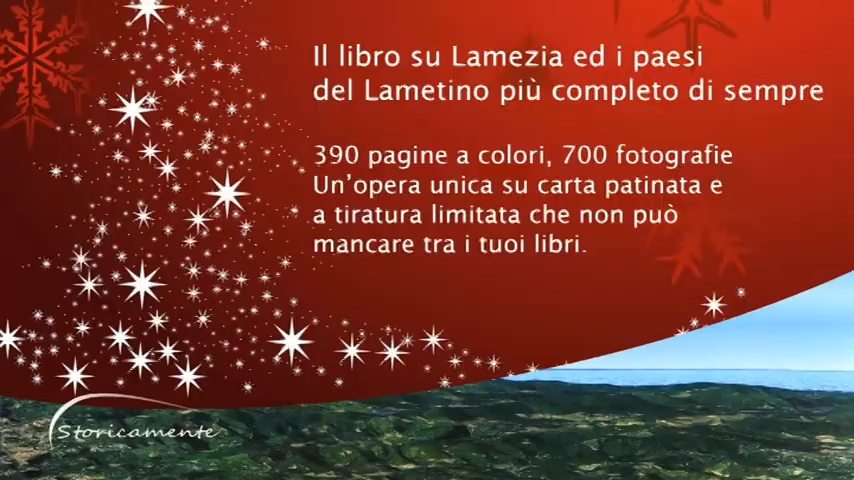 Il libro su Lamezia ed i paesi
del Lametino più completo di sempre
390 pagine a colori, 700 fotografie
Un'opera unica su carta patinata e
a tiratura limitata che non può
mancare tra i tuoi libri.
Storicamente